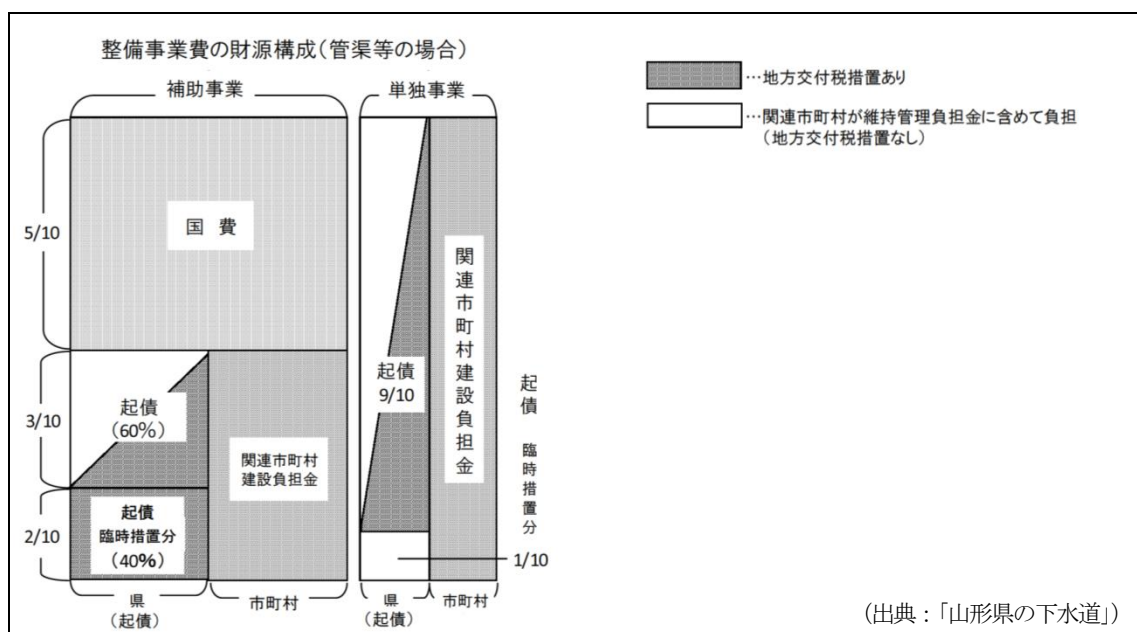 整備事業費の財源構成(管渠等の場合)
補助事業
単独事業
…地方交付税措置あり
…関連市町村が維持管理負担金に含めて負担
(地方交付税措置なし)
国 費
5/10
関連市町村建設負担金
起債
9/10
起債
(60%)
3/10
関連市町村
建設負担金
起債 臨時措置分
起債
臨時措置分
(40%)
2/10
1/10
県
(起債)
市町村
県
(起債)
市町村
(出典:「山形県の下水道」)